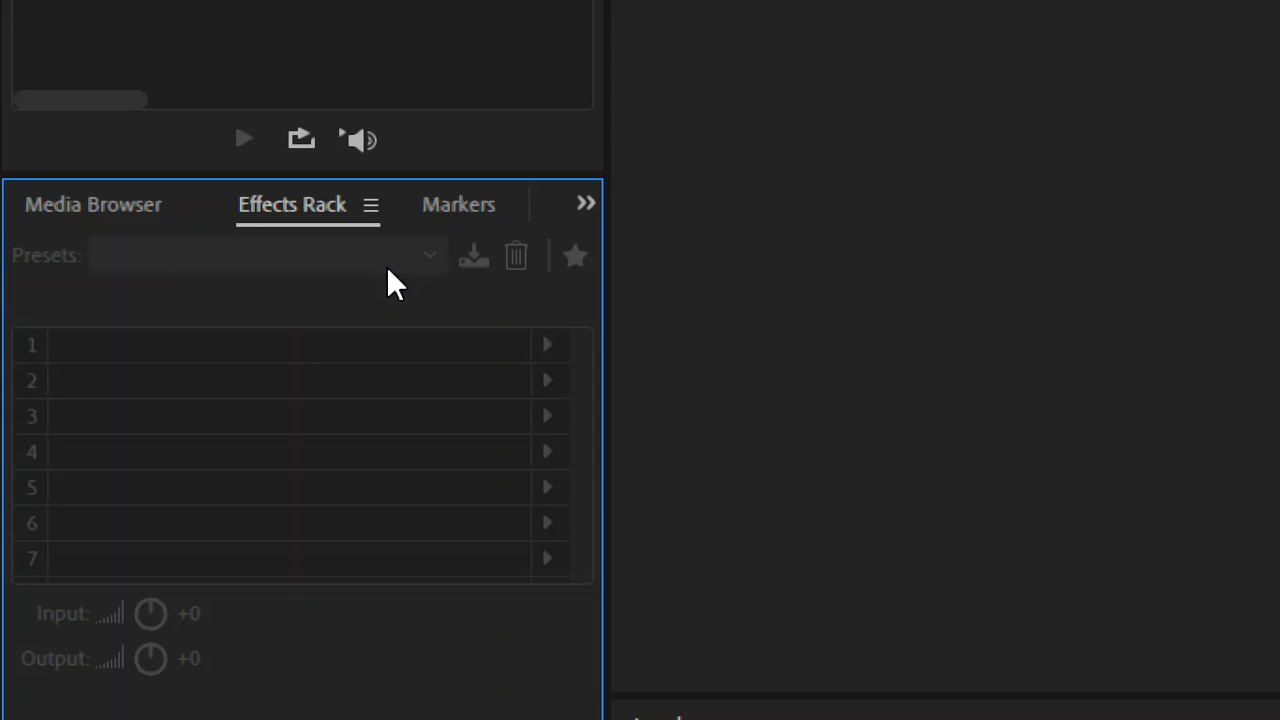 Media Browser
Effects Rack
Markers
Presets:
1
2
3
4
5
6
7
Input: +0
Output: +0